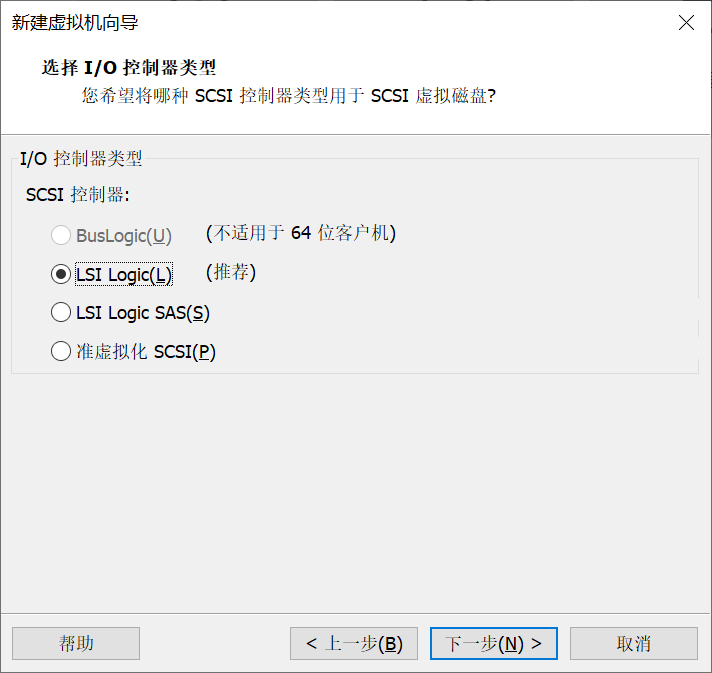 新建虚拟机向导
选择 I/O 控制器类型
您希望将哪种 SCSI 控制器类型用于 SCSI 虚拟磁盘?
I/O 控制器类型
SCSI 控制器:
BusLogic(U) (不适用于 64 位客户机)
LSI Logic(L) (推荐)
LSI Logic SAS(S)
准虚拟化 SCSI(P)
帮助 < 上一步(B) 下一步(N) > 取消